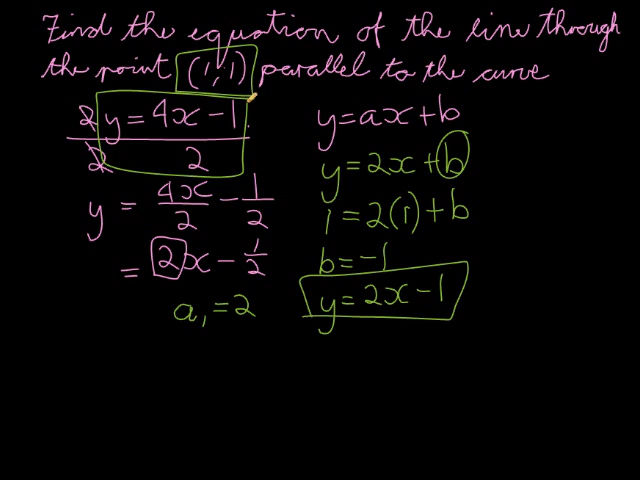 Find the equation of the line through
the point (1,1) parallel to the curve
2y = 4x - 1
2 2
y = 4x/2 - 1/2
= 2x - 1/2
a₁ = 2
y = ax + b
y = 2x + b
1 = 2(1) + b
b = -1
y = 2x - 1